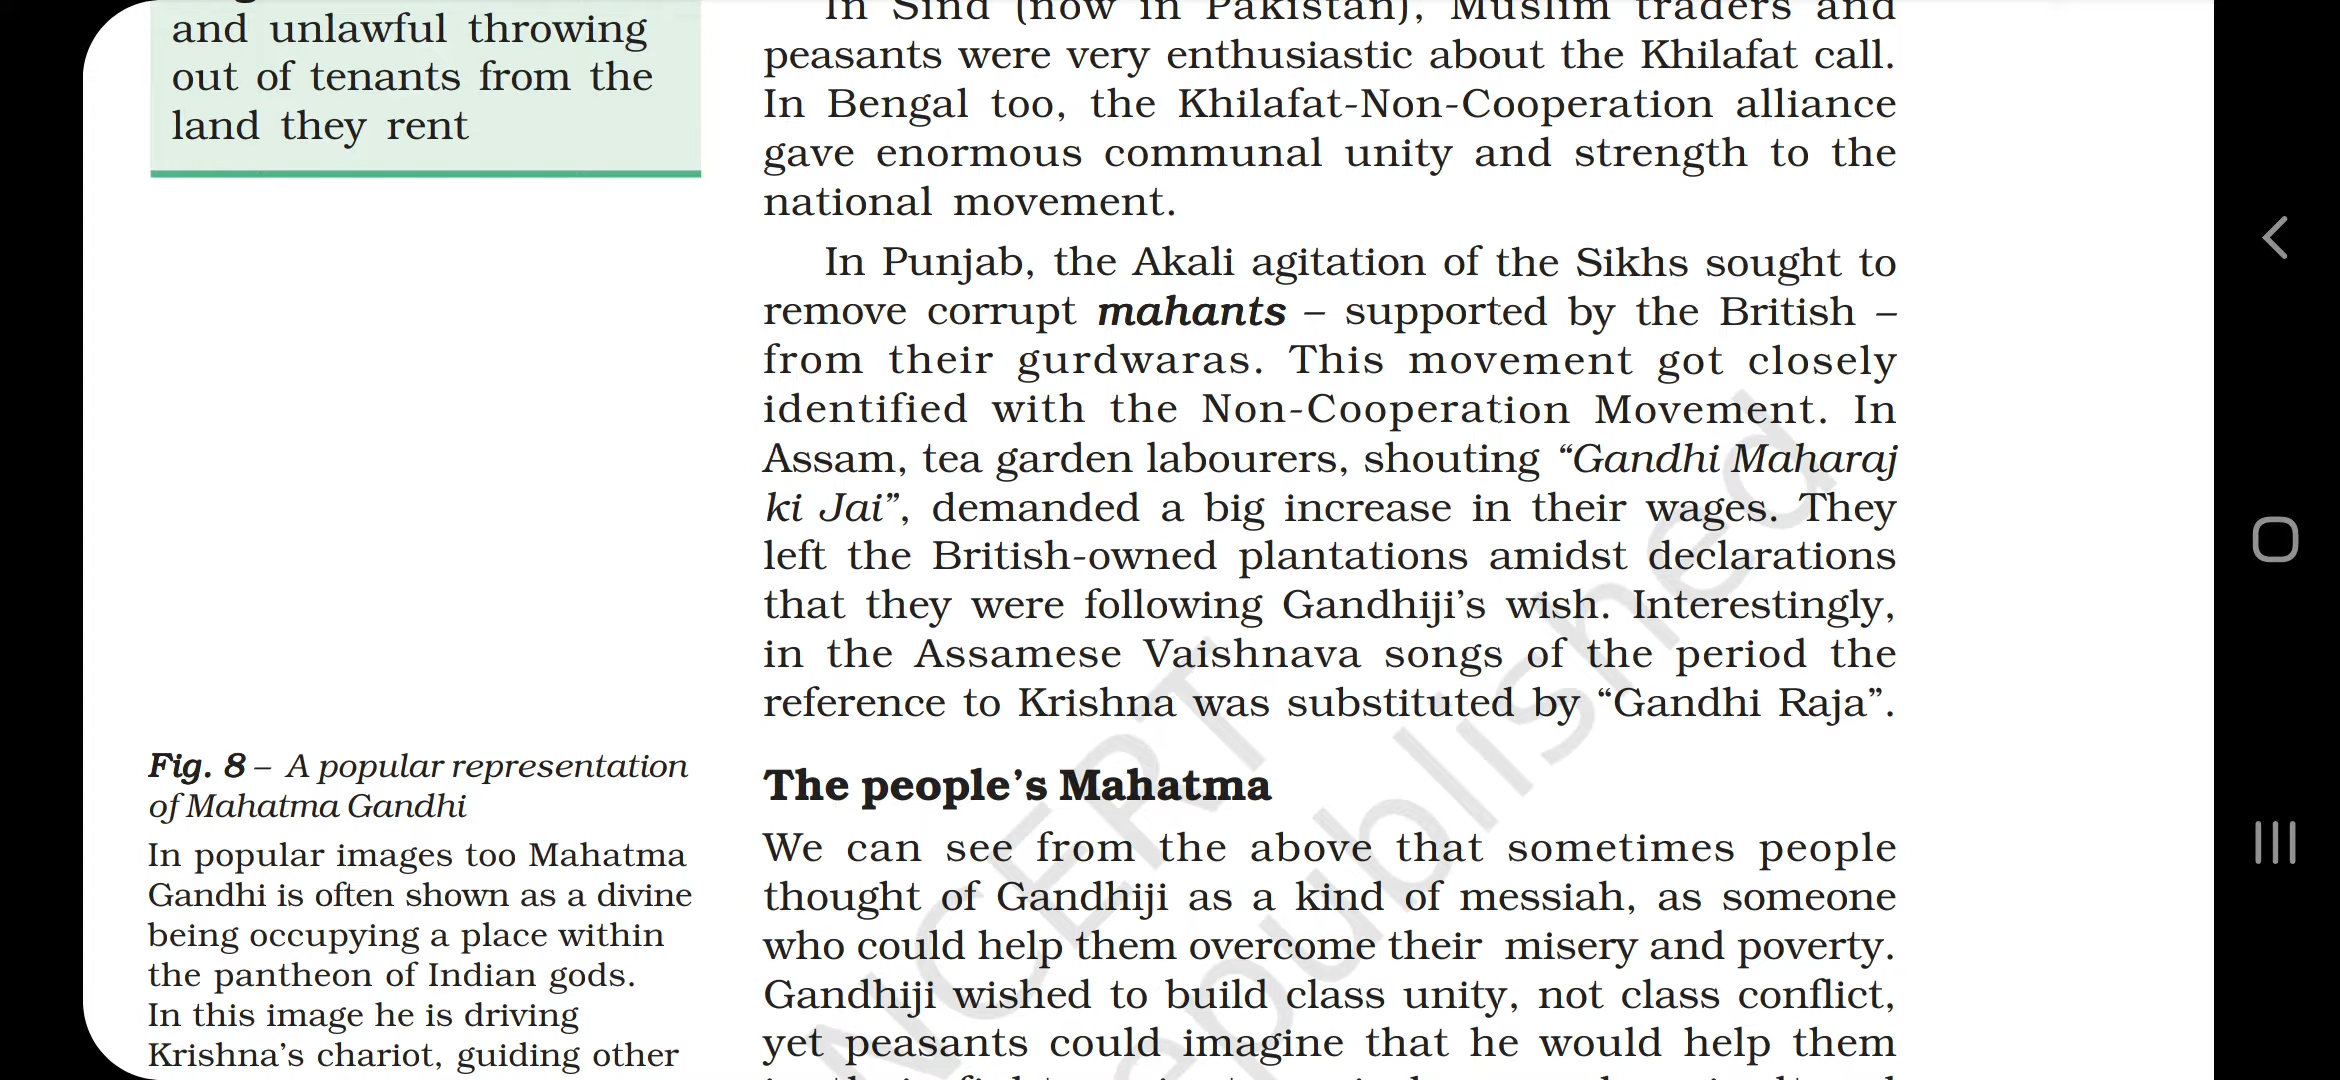 and unlawful throwing
out of tenants from the
land they rent
In Sind (now in Pakistan), Muslim traders and
peasants were very enthusiastic about the Khilafat call.
In Bengal too, the Khilafat-Non-Cooperation alliance
gave enormous communal unity and strength to the
national movement.
In Punjab, the Akali agitation of the Sikhs sought to
remove corrupt mahants – supported by the British –
from their gurdwaras. This movement got closely
identified with the Non-Cooperation Movement. In
Assam, tea garden labourers, shouting “Gandhi Maharaj
ki Jai”, demanded a big increase in their wages. They
left the British-owned plantations amidst declarations
that they were following Gandhiji’s wish. Interestingly,
in the Assamese Vaishnava songs of the period the
reference to Krishna was substituted by “Gandhi Raja”.
Fig. 8 – A popular representation
of Mahatma Gandhi
In popular images too Mahatma
Gandhi is often shown as a divine
being occupying a place within
the pantheon of Indian gods.
In this image he is driving
Krishna’s chariot, guiding other
The people’s Mahatma
We can see from the above that sometimes people
thought of Gandhiji as a kind of messiah, as someone
who could help them overcome their misery and poverty.
Gandhiji wished to build class unity, not class conflict,
yet peasants could imagine that he would help them
NCERT
epublished